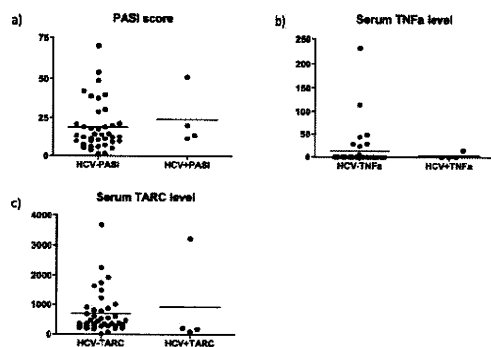 a)
PASI score
75
50
25
0
HCV-PASI
HCV+PASI
b)
Serum TNFa level
250
200
150
100
50
0
HCV-TNFa
HCV+TNFa
c)
Serum TARC level
4000
3000
2000
1000
0
HCV-TARC
HCV+TARC